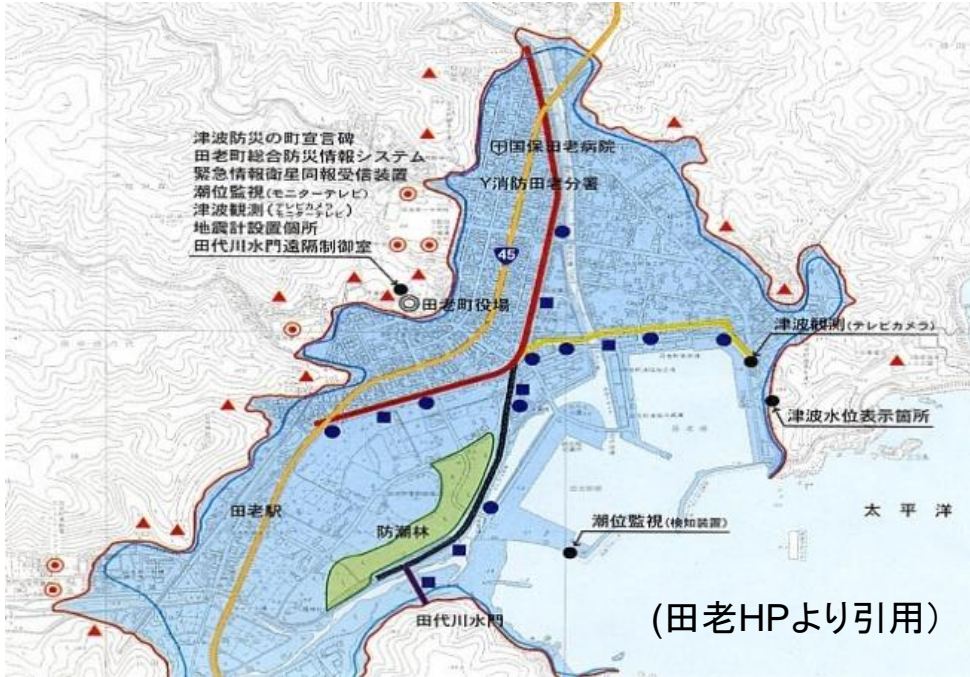 津波防災の町宣言碑
田老町総合防災情報システム
緊急情報衛星同報受信装置
潮位監視(モニターテレビ)
津波観測(テレビカメラ モニターテレビ)
地震計設置個所
田代川水門遠隔制御室
国保田老病院
Y消防田老分署
45
田老町役場
津波観測(テレビカメラ)
津波水位表示箇所
田老駅
防潮林
潮位監視(検知装置)
太平洋
田代川水門
(田老HPより引用)